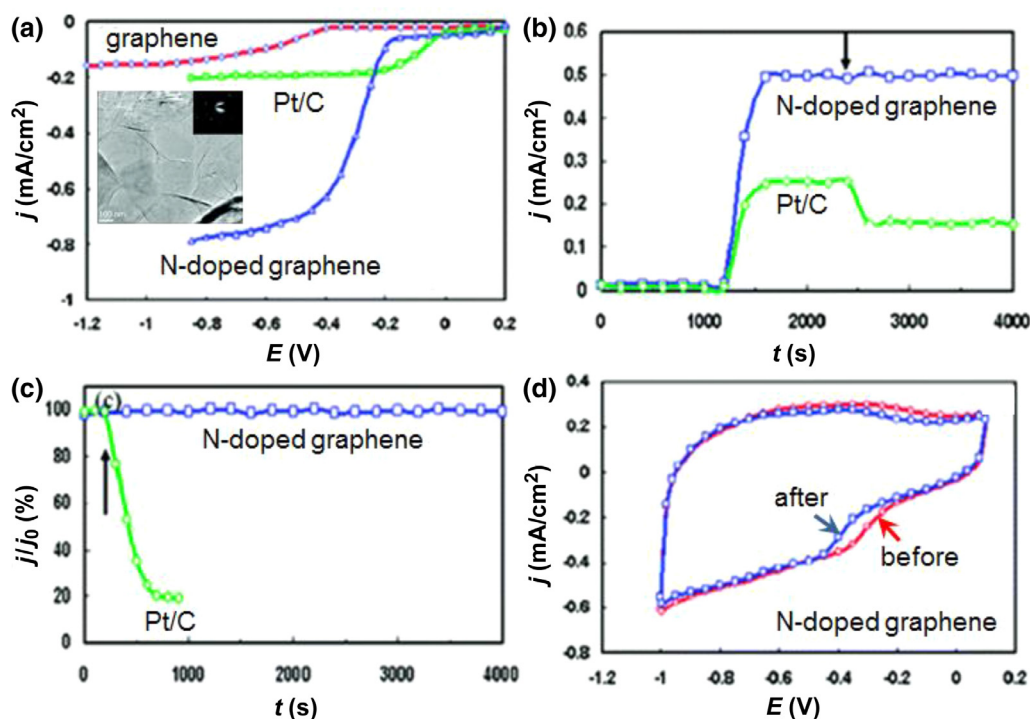 (a)
0
-0.2
-0.4
-0.6
-0.8
-1
j (mA/cm²)
graphene
Pt/C
N-doped graphene
100 nm
-1.2 -1 -0.8 -0.6 -0.4 -0.2 0 0.2
E (V)
(b)
0.6
0.5
0.4
0.3
0.2
0.1
0
j (mA/cm²)
N-doped graphene
Pt/C
0 1000 2000 3000 4000
t (s)
(c)
(c)
100
80
60
40
20
0
j/j₀ (%)
N-doped graphene
Pt/C
0 1000 2000 3000 4000
t (s)
(d)
0.4
0.2
0
-0.2
-0.4
-0.6
-0.8
j (mA/cm²)
after
before
N-doped graphene
-1.2 -1 -0.8 -0.6 -0.4 -0.2 0 0.2
E (V)